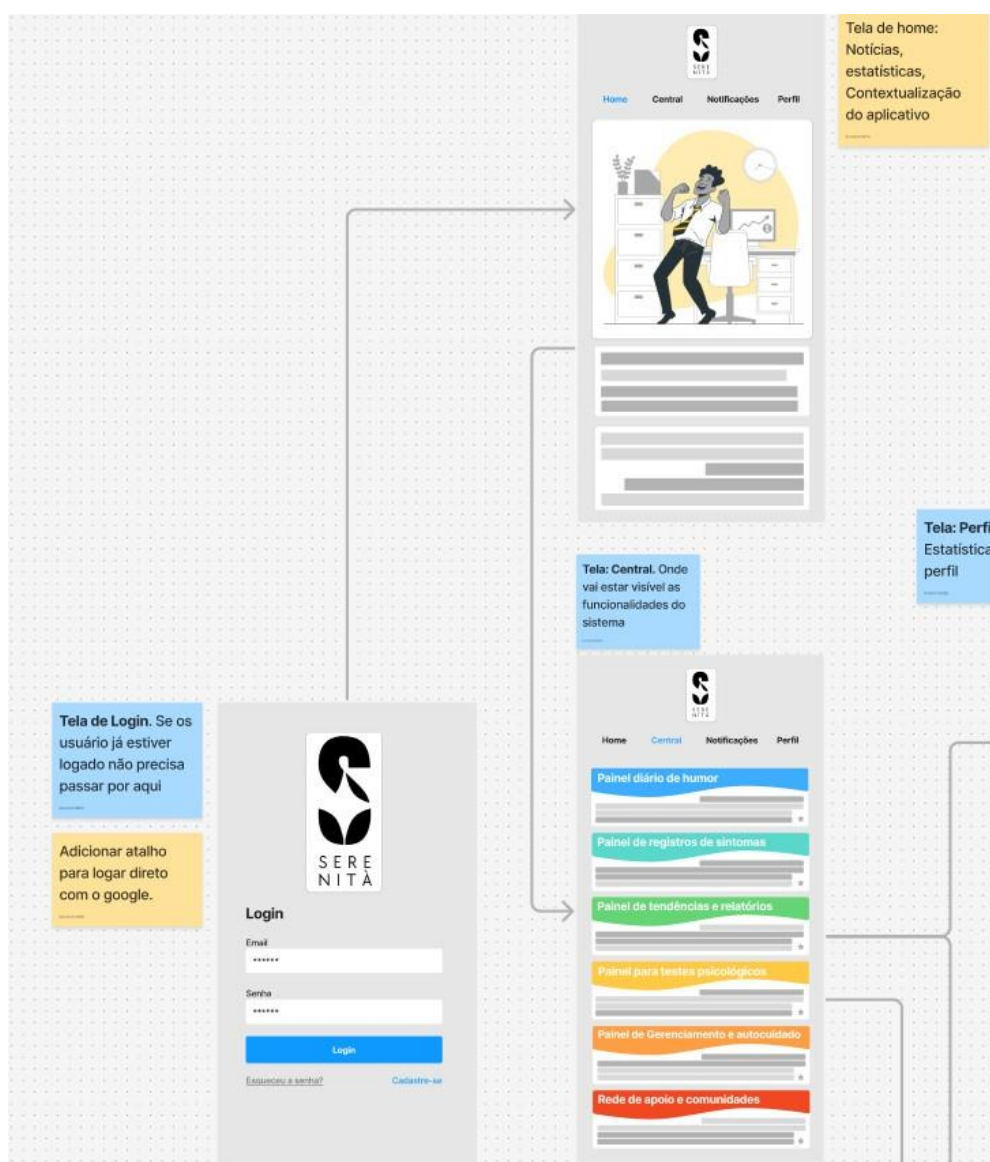 SERE
NITÀ
Home Central Notificações Perfil
Tela de home:
Notícias,
estatísticas,
Contextualização
do aplicativo
Tela: Central. Onde
vai estar visível as
funcionalidades do
sistema
Tela: Perfi
Estatística
perfil
SERE
NITÀ
Home Central Notificações Perfil
Painel diário de humor
Painel de registros de sintomas
Painel de tendências e relatórios
Painel para testes psicológicos
Painel de Gerenciamento e autocuidado
Rede de apoio e comunidades
Tela de Login. Se os
usuário já estiver
logado não precisa
passar por aqui
Adicionar atalho
para logar direto
com o google.
SERE
NITÀ
Login
Email
******
Senha
******
Login
Esqueceu a senha? Cadastre-se